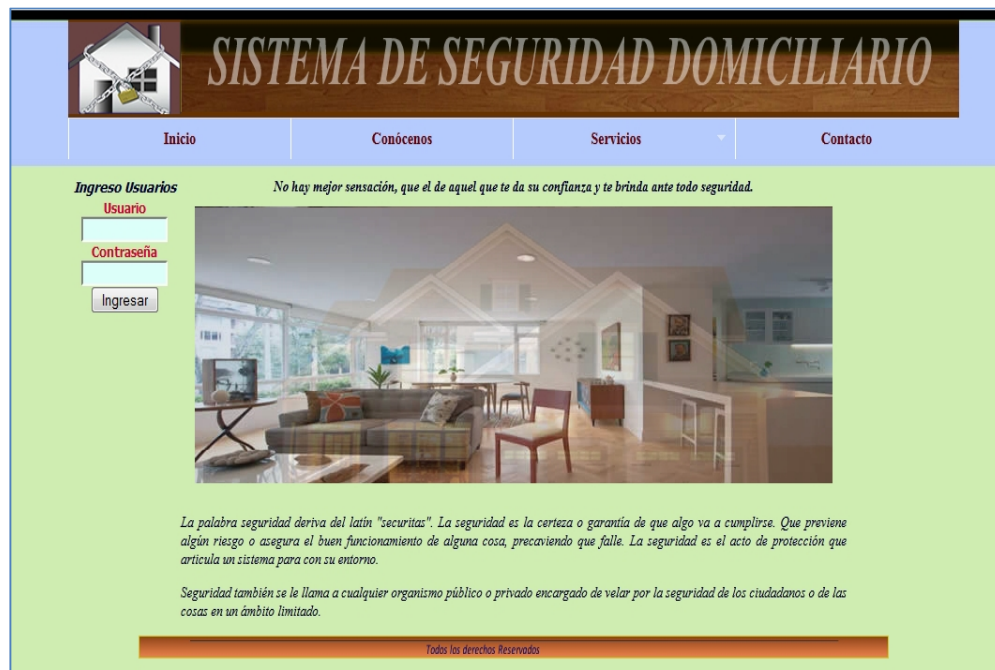 SISTEMA DE SEGURIDAD DOMICILIARIO
Inicio
Conócenos
Servicios
Contacto
Ingreso Usuarios
Usuario
Contraseña
Ingresar
No hay mejor sensación, que el de aquel que te da su confianza y te brinda ante todo seguridad.
La palabra seguridad deriva del latín "securitas". La seguridad es la certeza o garantía de que algo va a cumplirse. Que previene
algún riesgo o asegura el buen funcionamiento de alguna cosa, precaviendo que falle. La seguridad es el acto de protección que
articula un sistema para con su entorno.
Seguridad también se le llama a cualquier organismo público o privado encargado de velar por la seguridad de los ciudadanos o de las
cosas en un ámbito limitado.
Todos los derechos Reservados